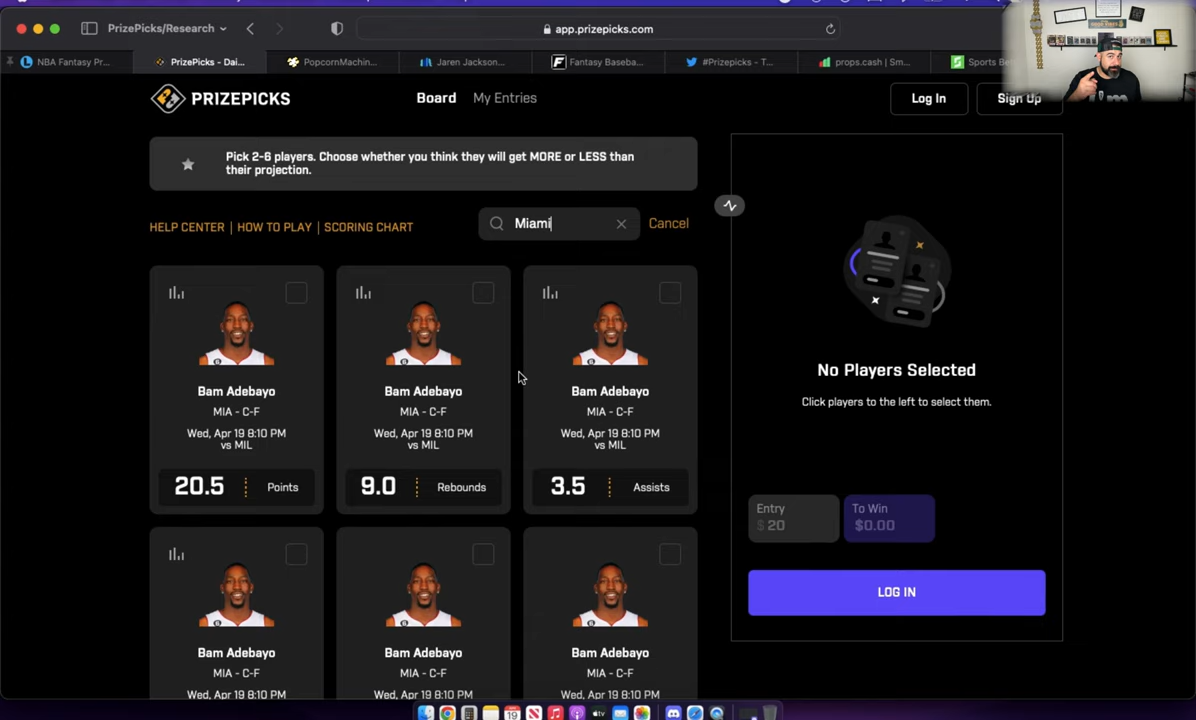 PrizePicks/Research
app.prizepicks.com
NBA Fantasy Pr...
PrizePicks - Dai...
PopcornMachin...
Jaren Jackson...
Fantasy Baseba...
#Prizepicks - T...
props.cash | Sm...
Sports Be
PRIZEPICKS
Board
My Entries
Log In
Sign Up
Pick 2-6 players. Choose whether you think they will get MORE or LESS than
their projection.
HELP CENTER | HOW TO PLAY | SCORING CHART
Miami
Cancel
Bam Adebayo
MIA - C-F
Wed, Apr 19 8:10 PM
vs MIL
20.5 Points
Bam Adebayo
MIA - C-F
Wed, Apr 19 8:10 PM
vs MIL
9.0 Rebounds
Bam Adebayo
MIA - C-F
Wed, Apr 19 8:10 PM
vs MIL
3.5 Assists
Bam Adebayo
MIA - C-F
Wed, Apr 19 8:10 PM
Bam Adebayo
MIA - C-F
Wed, Apr 19 8:10 PM
Bam Adebayo
MIA - C-F
Wed, Apr 19 8:10 PM
No Players Selected
Click players to the left to select them.
Entry
$ 20
To Win
$0.00
LOG IN
19